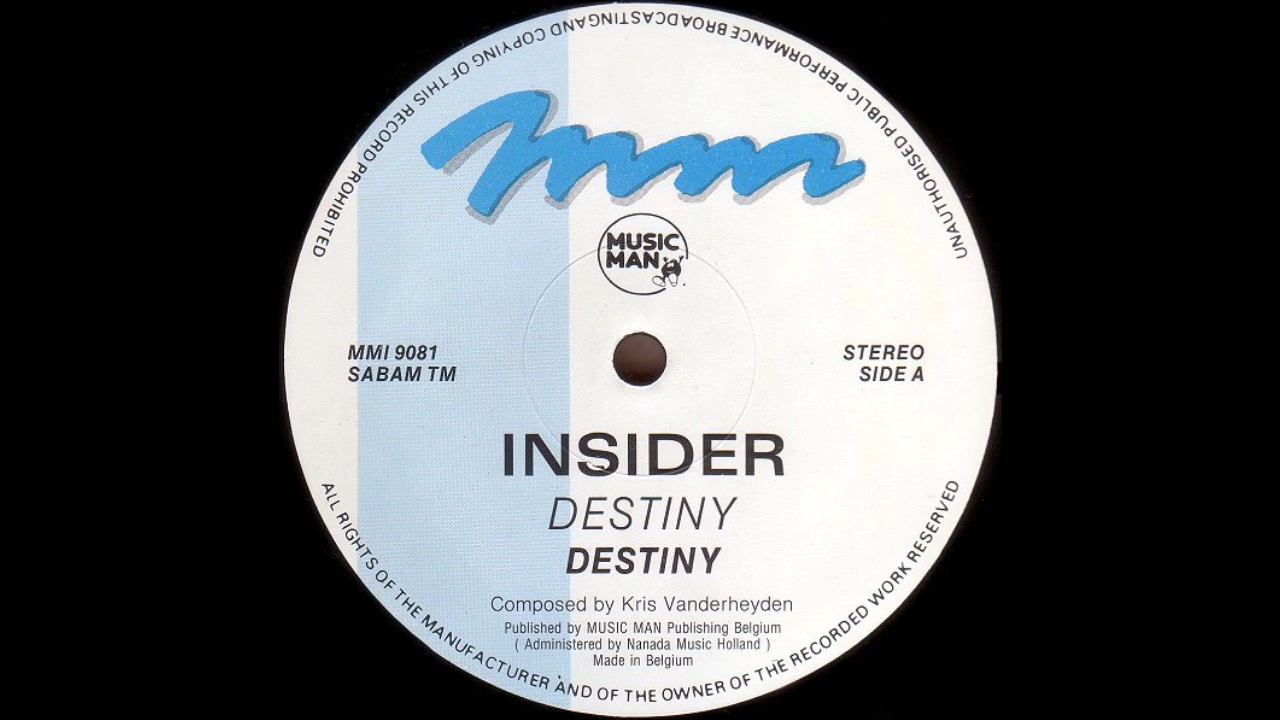 UNAUTHORISED PUBLIC PERFORMANCE BROADCASTING AND COPYING OF THIS RECORD PROHIBITED
MUSIC
MAN
MMI 9081
SABAM TM
STEREO
SIDE A
INSIDER
DESTINY
DESTINY
Composed by Kris Vanderheyden
Published by MUSIC MAN Publishing Belgium
( Administered by Nanada Music Holland )
Made in Belgium
ALL RIGHTS OF THE MANUFACTURER AND OF THE OWNER OF THE RECORDED WORK RESERVED